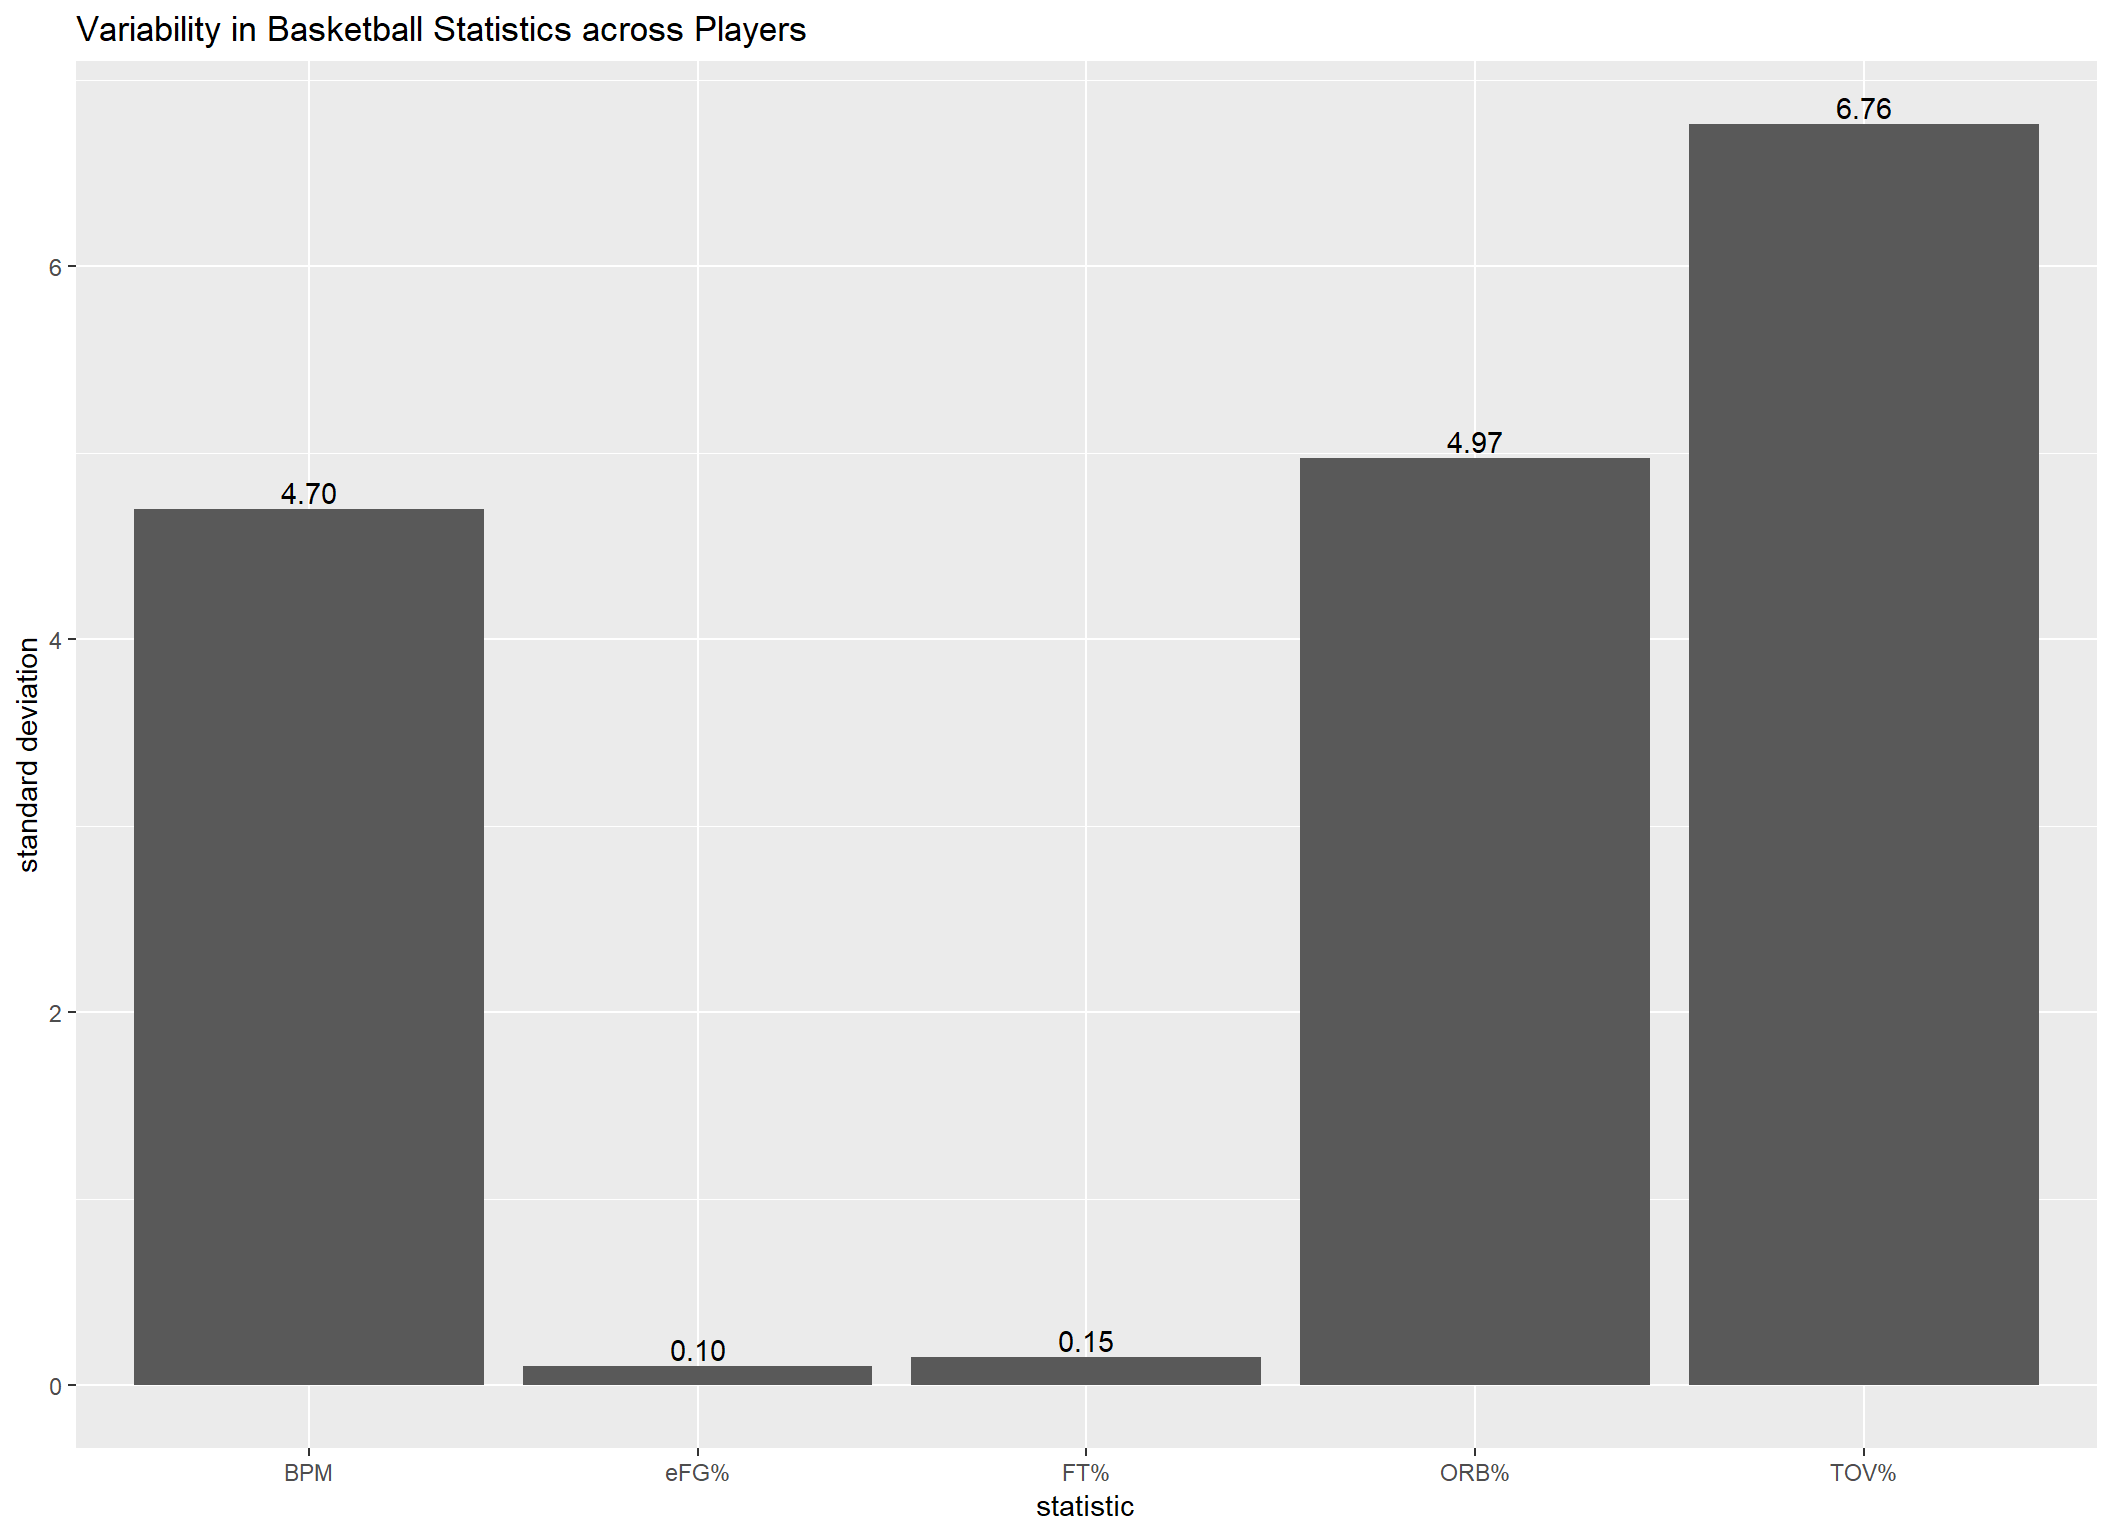 Variability in Basketball Statistics across Players
6.76
6
4.97
4.70
4
standard deviation
2
0.10
0.15
0
BPM eFG% FT% ORB% TOV%
statistic